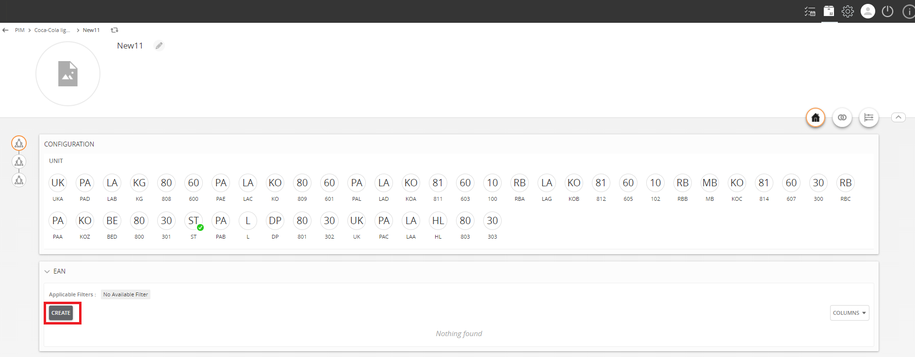 PIM > Coca-Cola lig... > New11
New11
CONFIGURATION
UNIT
UK PA LA KG 80 60 PA LA KO 80 60 PA LA KO 81 60 10 RB LA KO 81 60 10 RB MB KO 81 60 30 RB
UKA PAD LAB KG 808 600 PAE LAC KO 809 601 PAL LAD KOA 811 603 100 RBA LAG KOB 812 605 102 RBB MB KOC 814 607 300 RBC
PA KO BE 80 30 ST PA L DP 80 30 UK PA LA HL 80 30
PAA KOZ BED 800 301 ST PAB L DP 801 302 UK PAC LAA HL 803 303
EAN
Applicable Filters : No Available Filter
CREATE COLUMNS
Nothing found